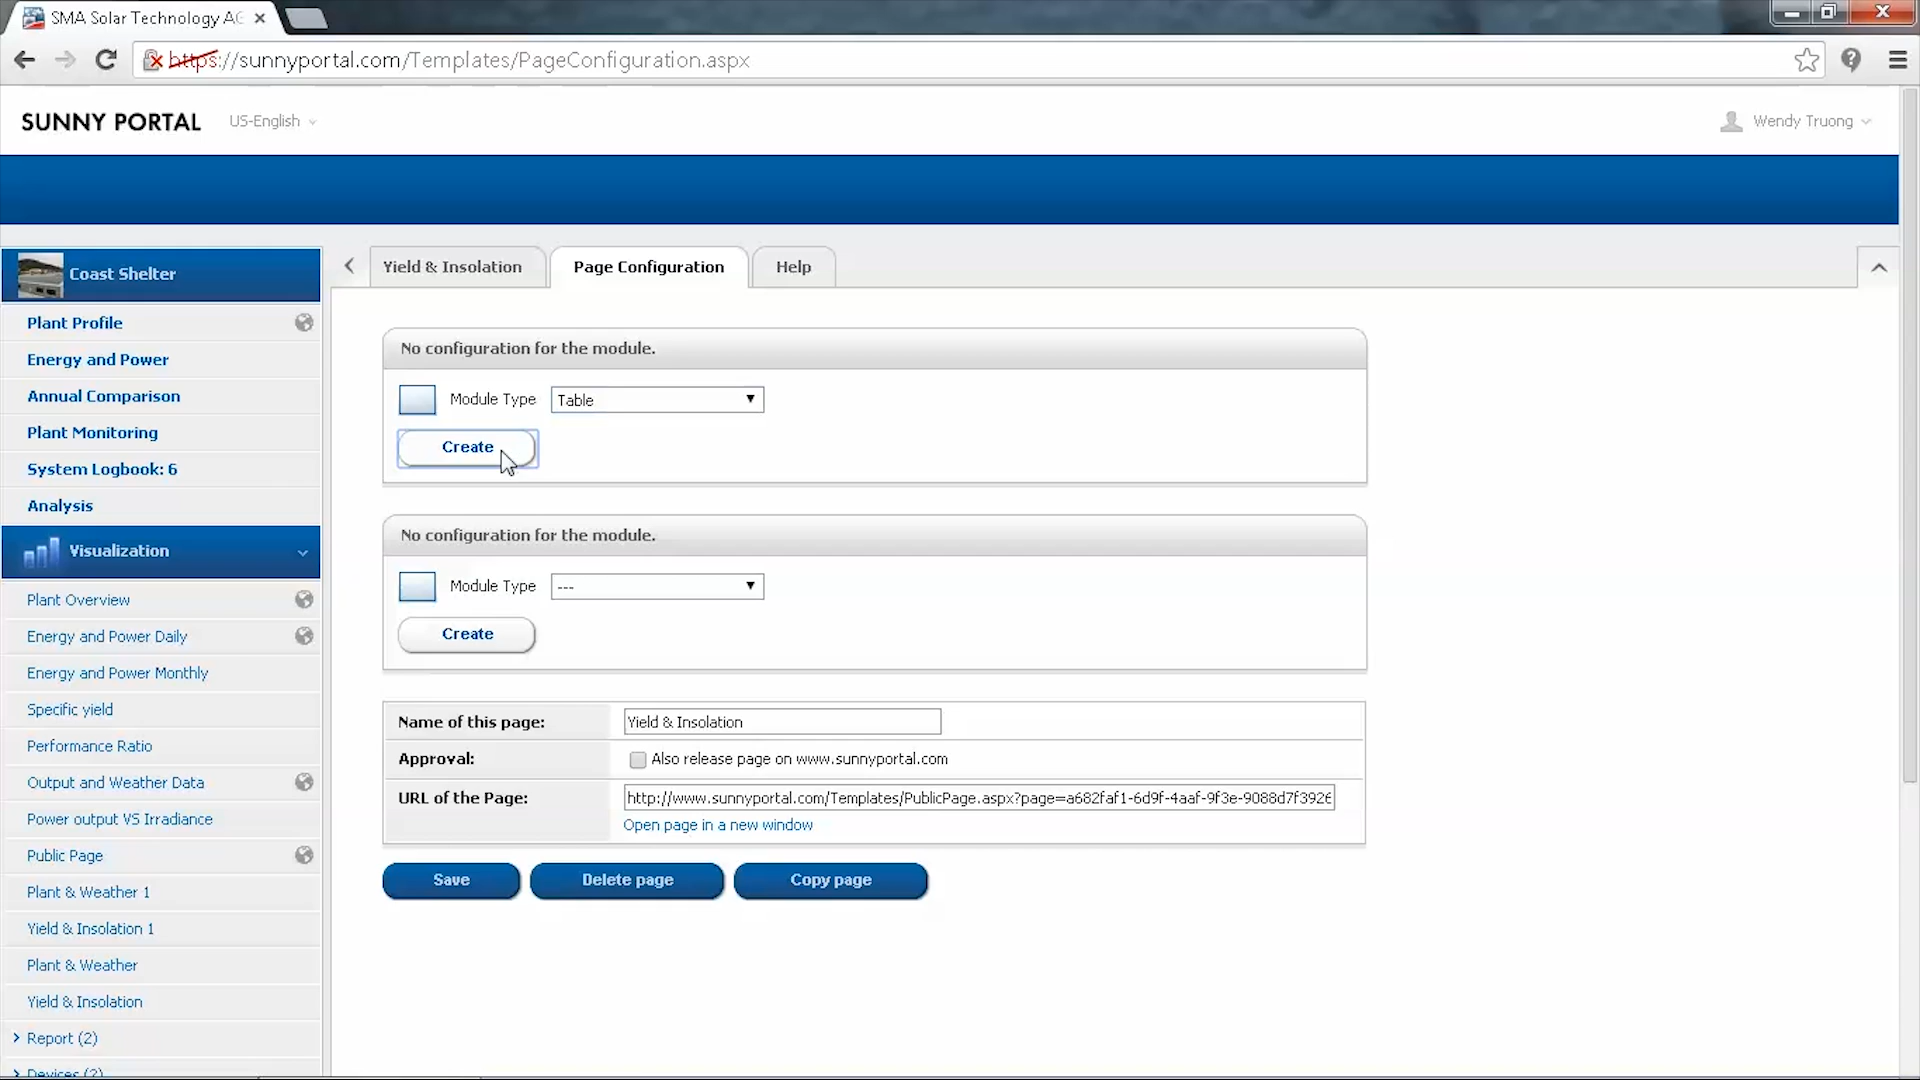 SMA Solar Technology AG
https://sunnyportal.com/Templates/PageConfiguration.aspx
SUNNY PORTAL
US-English
Wendy Truong
Coast Shelter
Plant Profile
Energy and Power
Annual Comparison
Plant Monitoring
System Logbook: 6
Analysis
Visualization
Plant Overview
Energy and Power Daily
Energy and Power Monthly
Specific yield
Performance Ratio
Output and Weather Data
Power output VS Irradiance
Public Page
Plant & Weather 1
Yield & Insolation 1
Plant & Weather
Yield & Insolation
Report (2)
Devices (2)
Yield & Insolation
Page Configuration
Help
No configuration for the module.
Module Type
Table
Create
No configuration for the module.
Module Type
---
Create
Name of this page:
Yield & Insolation
Approval:
Also release page on www.sunnyportal.com
URL of the Page:
http://www.sunnyportal.com/Templates/PublicPage.aspx?page=a682faf1-6d9f-4aaf-9f3e-9088d7f3926
Open page in a new window
Save
Delete page
Copy page